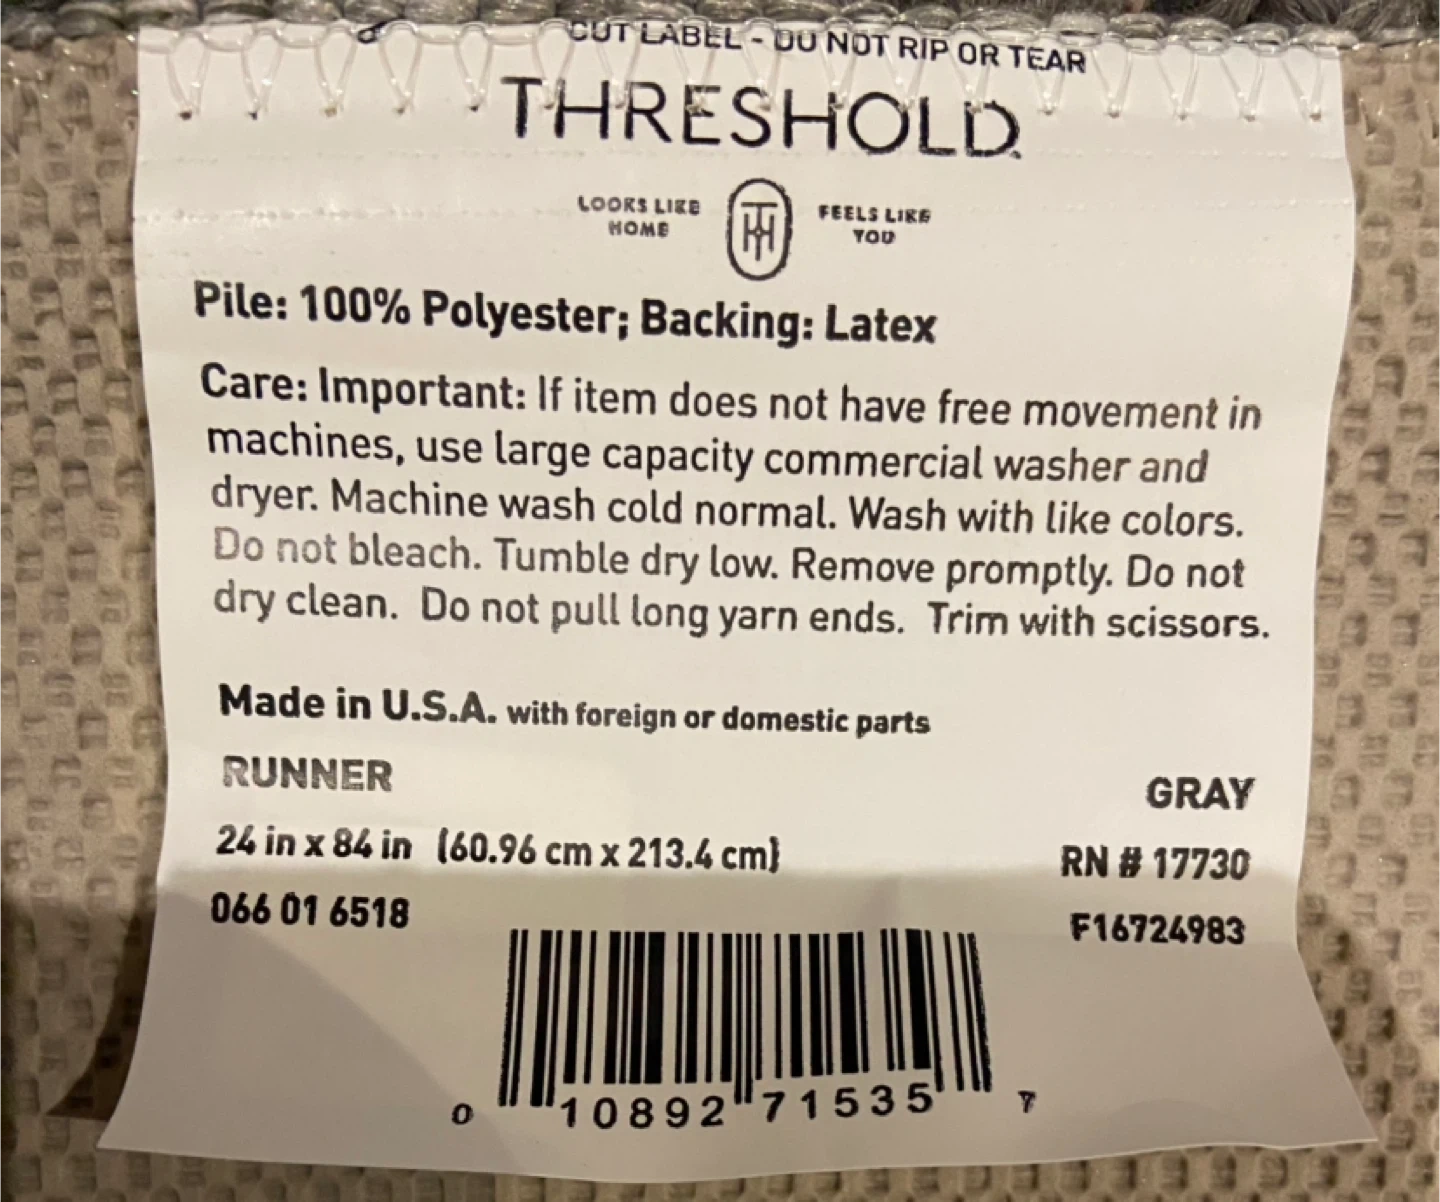 CUT LABEL - DO NOT RIP OR TEAR
THRESHOLD.
LOOKS LIKE HOME
TH
FEELS LIKE YOU
Pile: 100% Polyester; Backing: Latex
Care: Important: If item does not have free movement in
machines, use large capacity commercial washer and
dryer. Machine wash cold normal. Wash with like colors.
Do not bleach. Tumble dry low. Remove promptly. Do not
dry clean. Do not pull long yarn ends. Trim with scissors.
Made in U.S.A. with foreign or domestic parts
RUNNER GRAY
24 in x 84 in (60.96 cm x 213.4 cm) RN # 17730
066 01 6518 F16724983
0 10892 71535 7